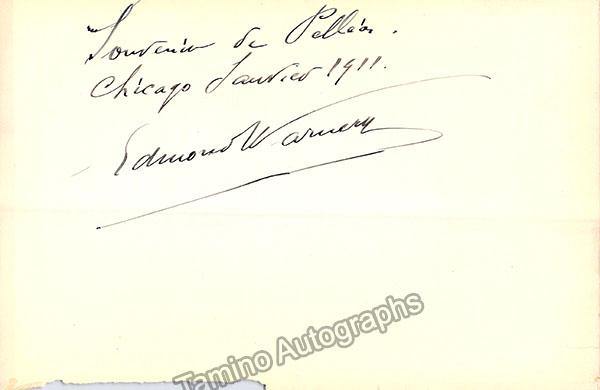 Souvenir de Pelléas.
Chicago Janvier 1911.
Edmond Warnery
Tamino Autographs